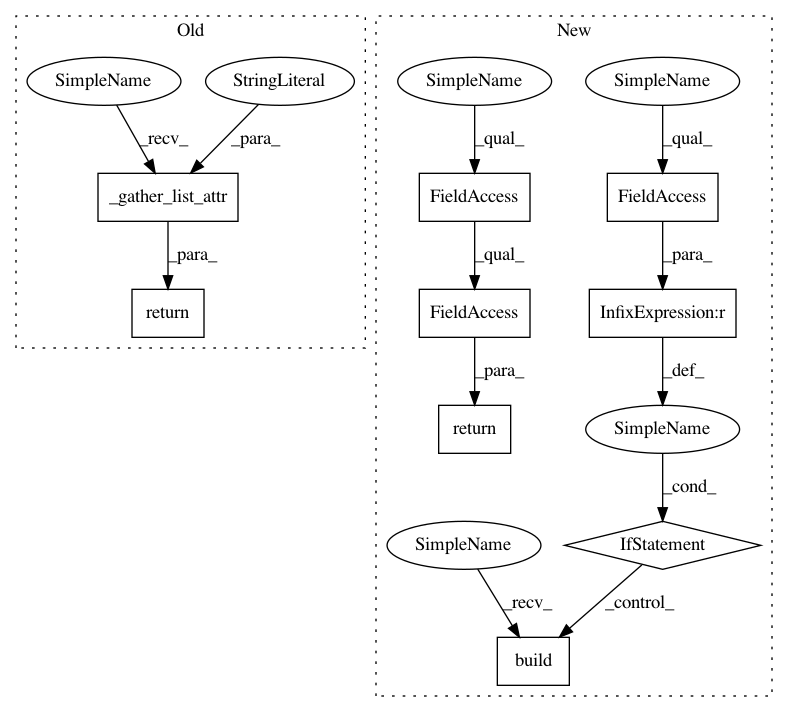 Old
New
SimpleName
StringLiteral
SimpleName
SimpleName
_recv_
_para_
_qual_
_qual_
_gather_list_attr
FieldAccess
FieldAccess
_para_
_qual_
_para_
return
FieldAccess
InfixExpression:r
_para_
_def_
return
SimpleName
_cond_
SimpleName
IfStatement
_recv_
_control_
build